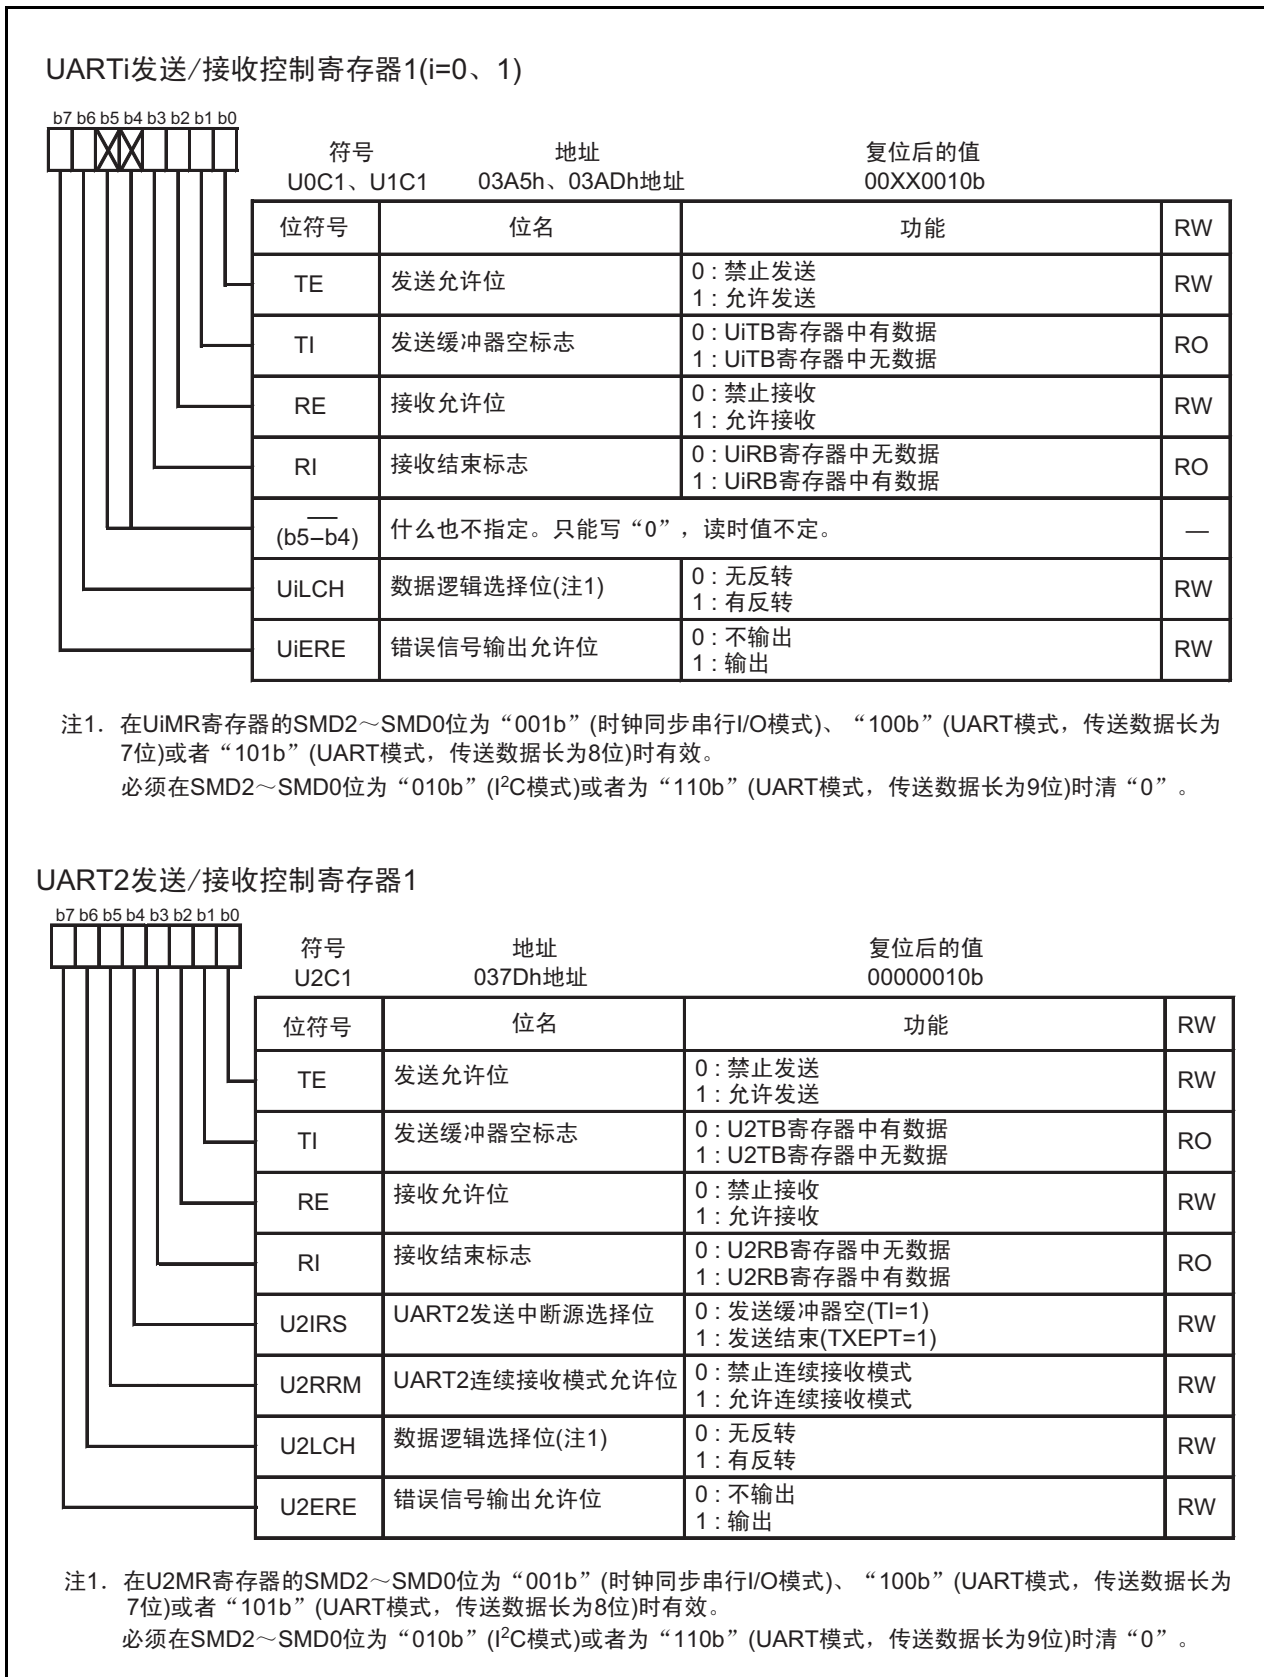 UARTi发送/接收控制寄存器1(i=0、1)
b7 b6 b5 b4 b3 b2 b1 b0
符号 地址 复位后的值
U0C1、U1C1 03A5h、03ADh地址 00XX0010b
位符号 位名 功能 RW
TE 发送允许位 0 : 禁止发送
1 : 允许发送 RW
TI 发送缓冲器空标志 0 : UiTB寄存器中有数据
1 : UiTB寄存器中无数据 RO
RE 接收允许位 0 : 禁止接收
1 : 允许接收 RW
RI 接收结束标志 0 : UiRB寄存器中无数据
1 : UiRB寄存器中有数据 RO
—
(b5–b4) 什么也不指定。只能写“0”，读时值不定。 —
UiLCH 数据逻辑选择位(注1) 0 : 无反转
1 : 有反转 RW
UiERE 错误信号输出允许位 0 : 不输出
1 : 输出 RW
注1. 在UiMR寄存器的SMD2～SMD0位为“001b”(时钟同步串行I/O模式)、“100b”(UART模式，传送数据长为
7位)或者“101b”(UART模式，传送数据长为8位)时有效。
必须在SMD2～SMD0位为“010b”(I²C模式)或者为“110b”(UART模式，传送数据长为9位)时清“0”。
UART2发送/接收控制寄存器1
b7 b6 b5 b4 b3 b2 b1 b0
符号 地址 复位后的值
U2C1 037Dh地址 00000010b
位符号 位名 功能 RW
TE 发送允许位 0 : 禁止发送
1 : 允许发送 RW
TI 发送缓冲器空标志 0 : U2TB寄存器中有数据
1 : U2TB寄存器中无数据 RO
RE 接收允许位 0 : 禁止接收
1 : 允许接收 RW
RI 接收结束标志 0 : U2RB寄存器中无数据
1 : U2RB寄存器中有数据 RO
U2IRS UART2发送中断源选择位 0 : 发送缓冲器空(TI=1)
1 : 发送结束(TXEPT=1) RW
U2RRM UART2连续接收模式允许位 0 : 禁止连续接收模式
1 : 允许连续接收模式 RW
U2LCH 数据逻辑选择位(注1) 0 : 无反转
1 : 有反转 RW
U2ERE 错误信号输出允许位 0 : 不输出
1 : 输出 RW
注1. 在U2MR寄存器的SMD2～SMD0位为“001b”(时钟同步串行I/O模式)、“100b”(UART模式，传送数据长为
7位)或者“101b”(UART模式，传送数据长为8位)时有效。
必须在SMD2～SMD0位为“010b”(I²C模式)或者为“110b”(UART模式，传送数据长为9位)时清“0”。